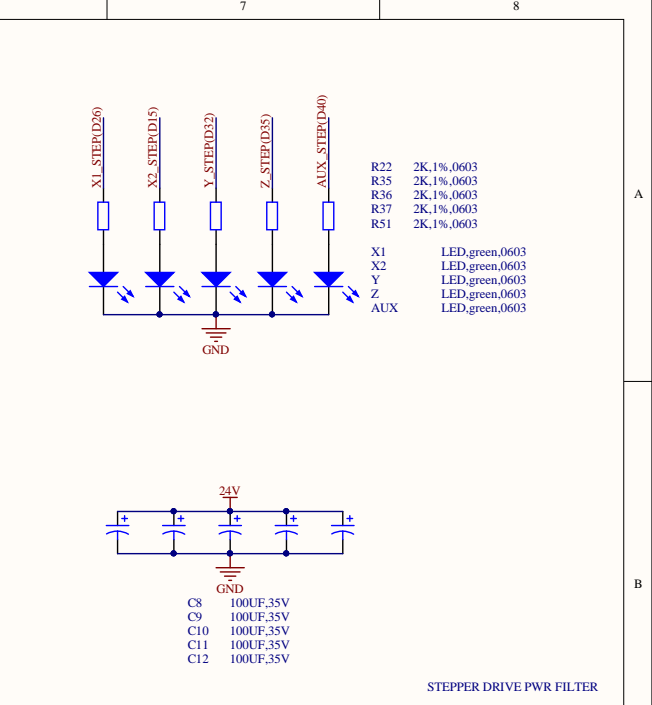 7
8
X1_STEP(D26)
X2_STEP(D15)
Y_STEP(D32)
Z_STEP(D35)
AUX_STEP(D40)
R22 2K,1%,0603
R35 2K,1%,0603
R36 2K,1%,0603
R37 2K,1%,0603
R51 2K,1%,0603
A
X1 LED,green,0603
X2 LED,green,0603
Y LED,green,0603
Z LED,green,0603
AUX LED,green,0603
GND
24V
+ + + + +
GND
B
C8 100UF,35V
C9 100UF,35V
C10 100UF,35V
C11 100UF,35V
C12 100UF,35V
STEPPER DRIVE PWR FILTER